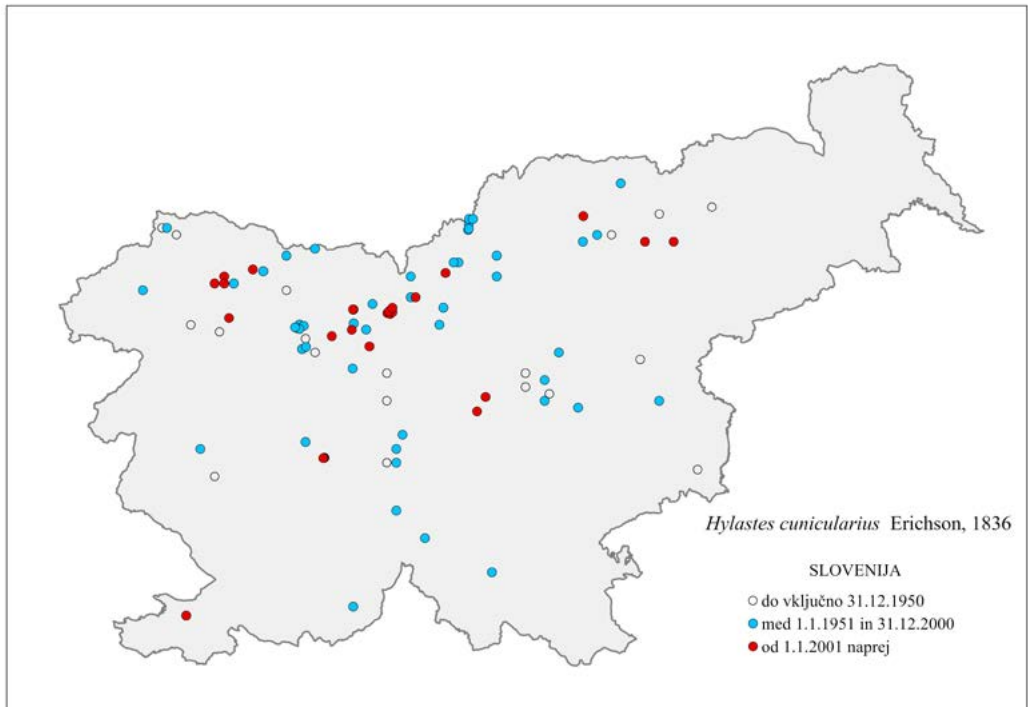 Hylastes cunicularius Erichson, 1836
SLOVENIJA
do vključno 31.12.1950
med 1.1.1951 in 31.12.2000
od 1.1.2001 naprej